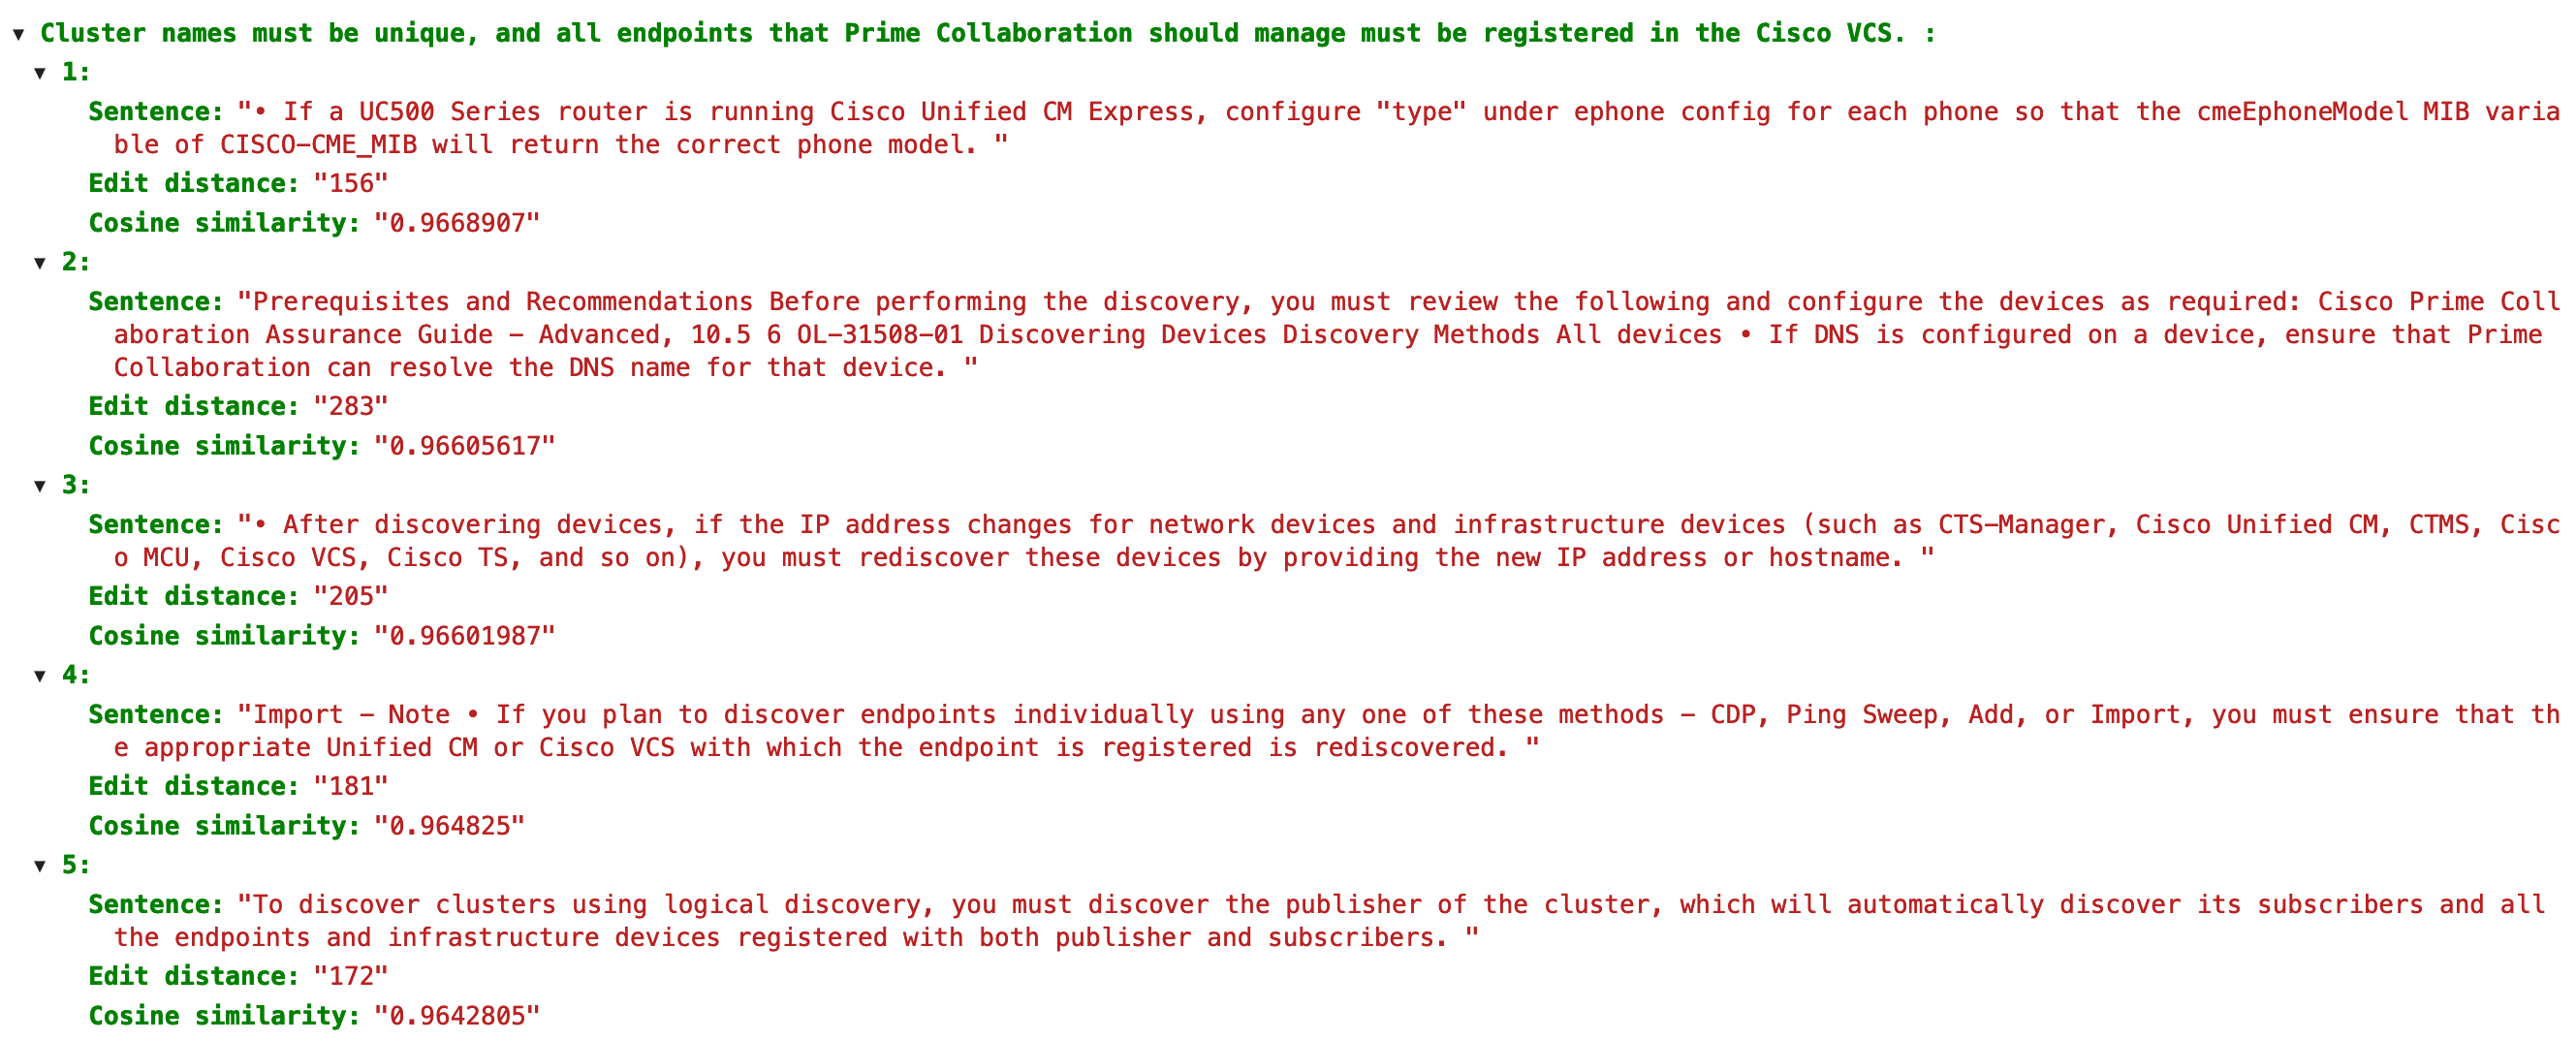 ▼ Cluster names must be unique, and all endpoints that Prime Collaboration should manage must be registered in the Cisco VCS. :
▼ 1:
Sentence: "• If a UC500 Series router is running Cisco Unified CM Express, configure "type" under ephone config for each phone so that the cmeEphoneModel MIB varia
ble of CISCO-CME_MIB will return the correct phone model. "
Edit distance: "156"
Cosine similarity: "0.9668907"
▼ 2:
Sentence: "Prerequisites and Recommendations Before performing the discovery, you must review the following and configure the devices as required: Cisco Prime Coll
aboration Assurance Guide - Advanced, 10.5 6 OL-31508-01 Discovering Devices Discovery Methods All devices • If DNS is configured on a device, ensure that Prime
Collaboration can resolve the DNS name for that device. "
Edit distance: "283"
Cosine similarity: "0.96605617"
▼ 3:
Sentence: "• After discovering devices, if the IP address changes for network devices and infrastructure devices (such as CTS-Manager, Cisco Unified CM, CTMS, Cisc
o MCU, Cisco VCS, Cisco TS, and so on), you must rediscover these devices by providing the new IP address or hostname. "
Edit distance: "205"
Cosine similarity: "0.96601987"
▼ 4:
Sentence: "Import - Note • If you plan to discover endpoints individually using any one of these methods - CDP, Ping Sweep, Add, or Import, you must ensure that th
e appropriate Unified CM or Cisco VCS with which the endpoint is registered is rediscovered. "
Edit distance: "181"
Cosine similarity: "0.964825"
▼ 5:
Sentence: "To discover clusters using logical discovery, you must discover the publisher of the cluster, which will automatically discover its subscribers and all
the endpoints and infrastructure devices registered with both publisher and subscribers. "
Edit distance: "172"
Cosine similarity: "0.9642805"